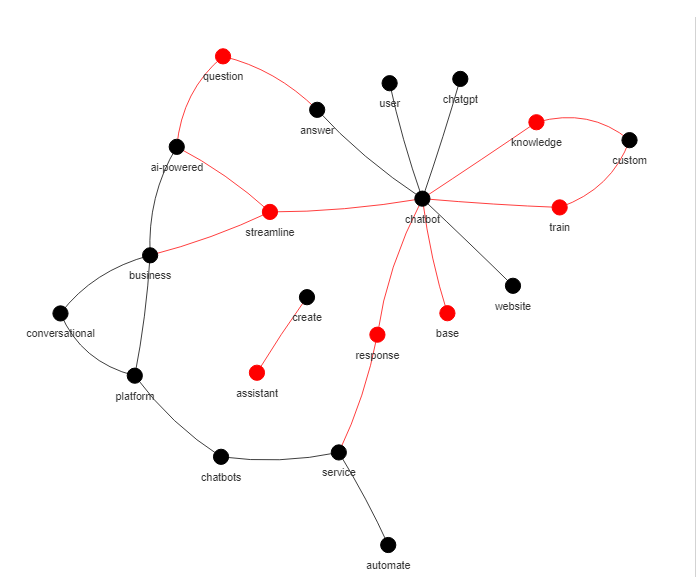 question
user
chatgpt
answer
knowledge
custom
ai-powered
chatbot
train
streamline
business
website
create
conversational
base
response
platform
assistant
chatbots
service
automate